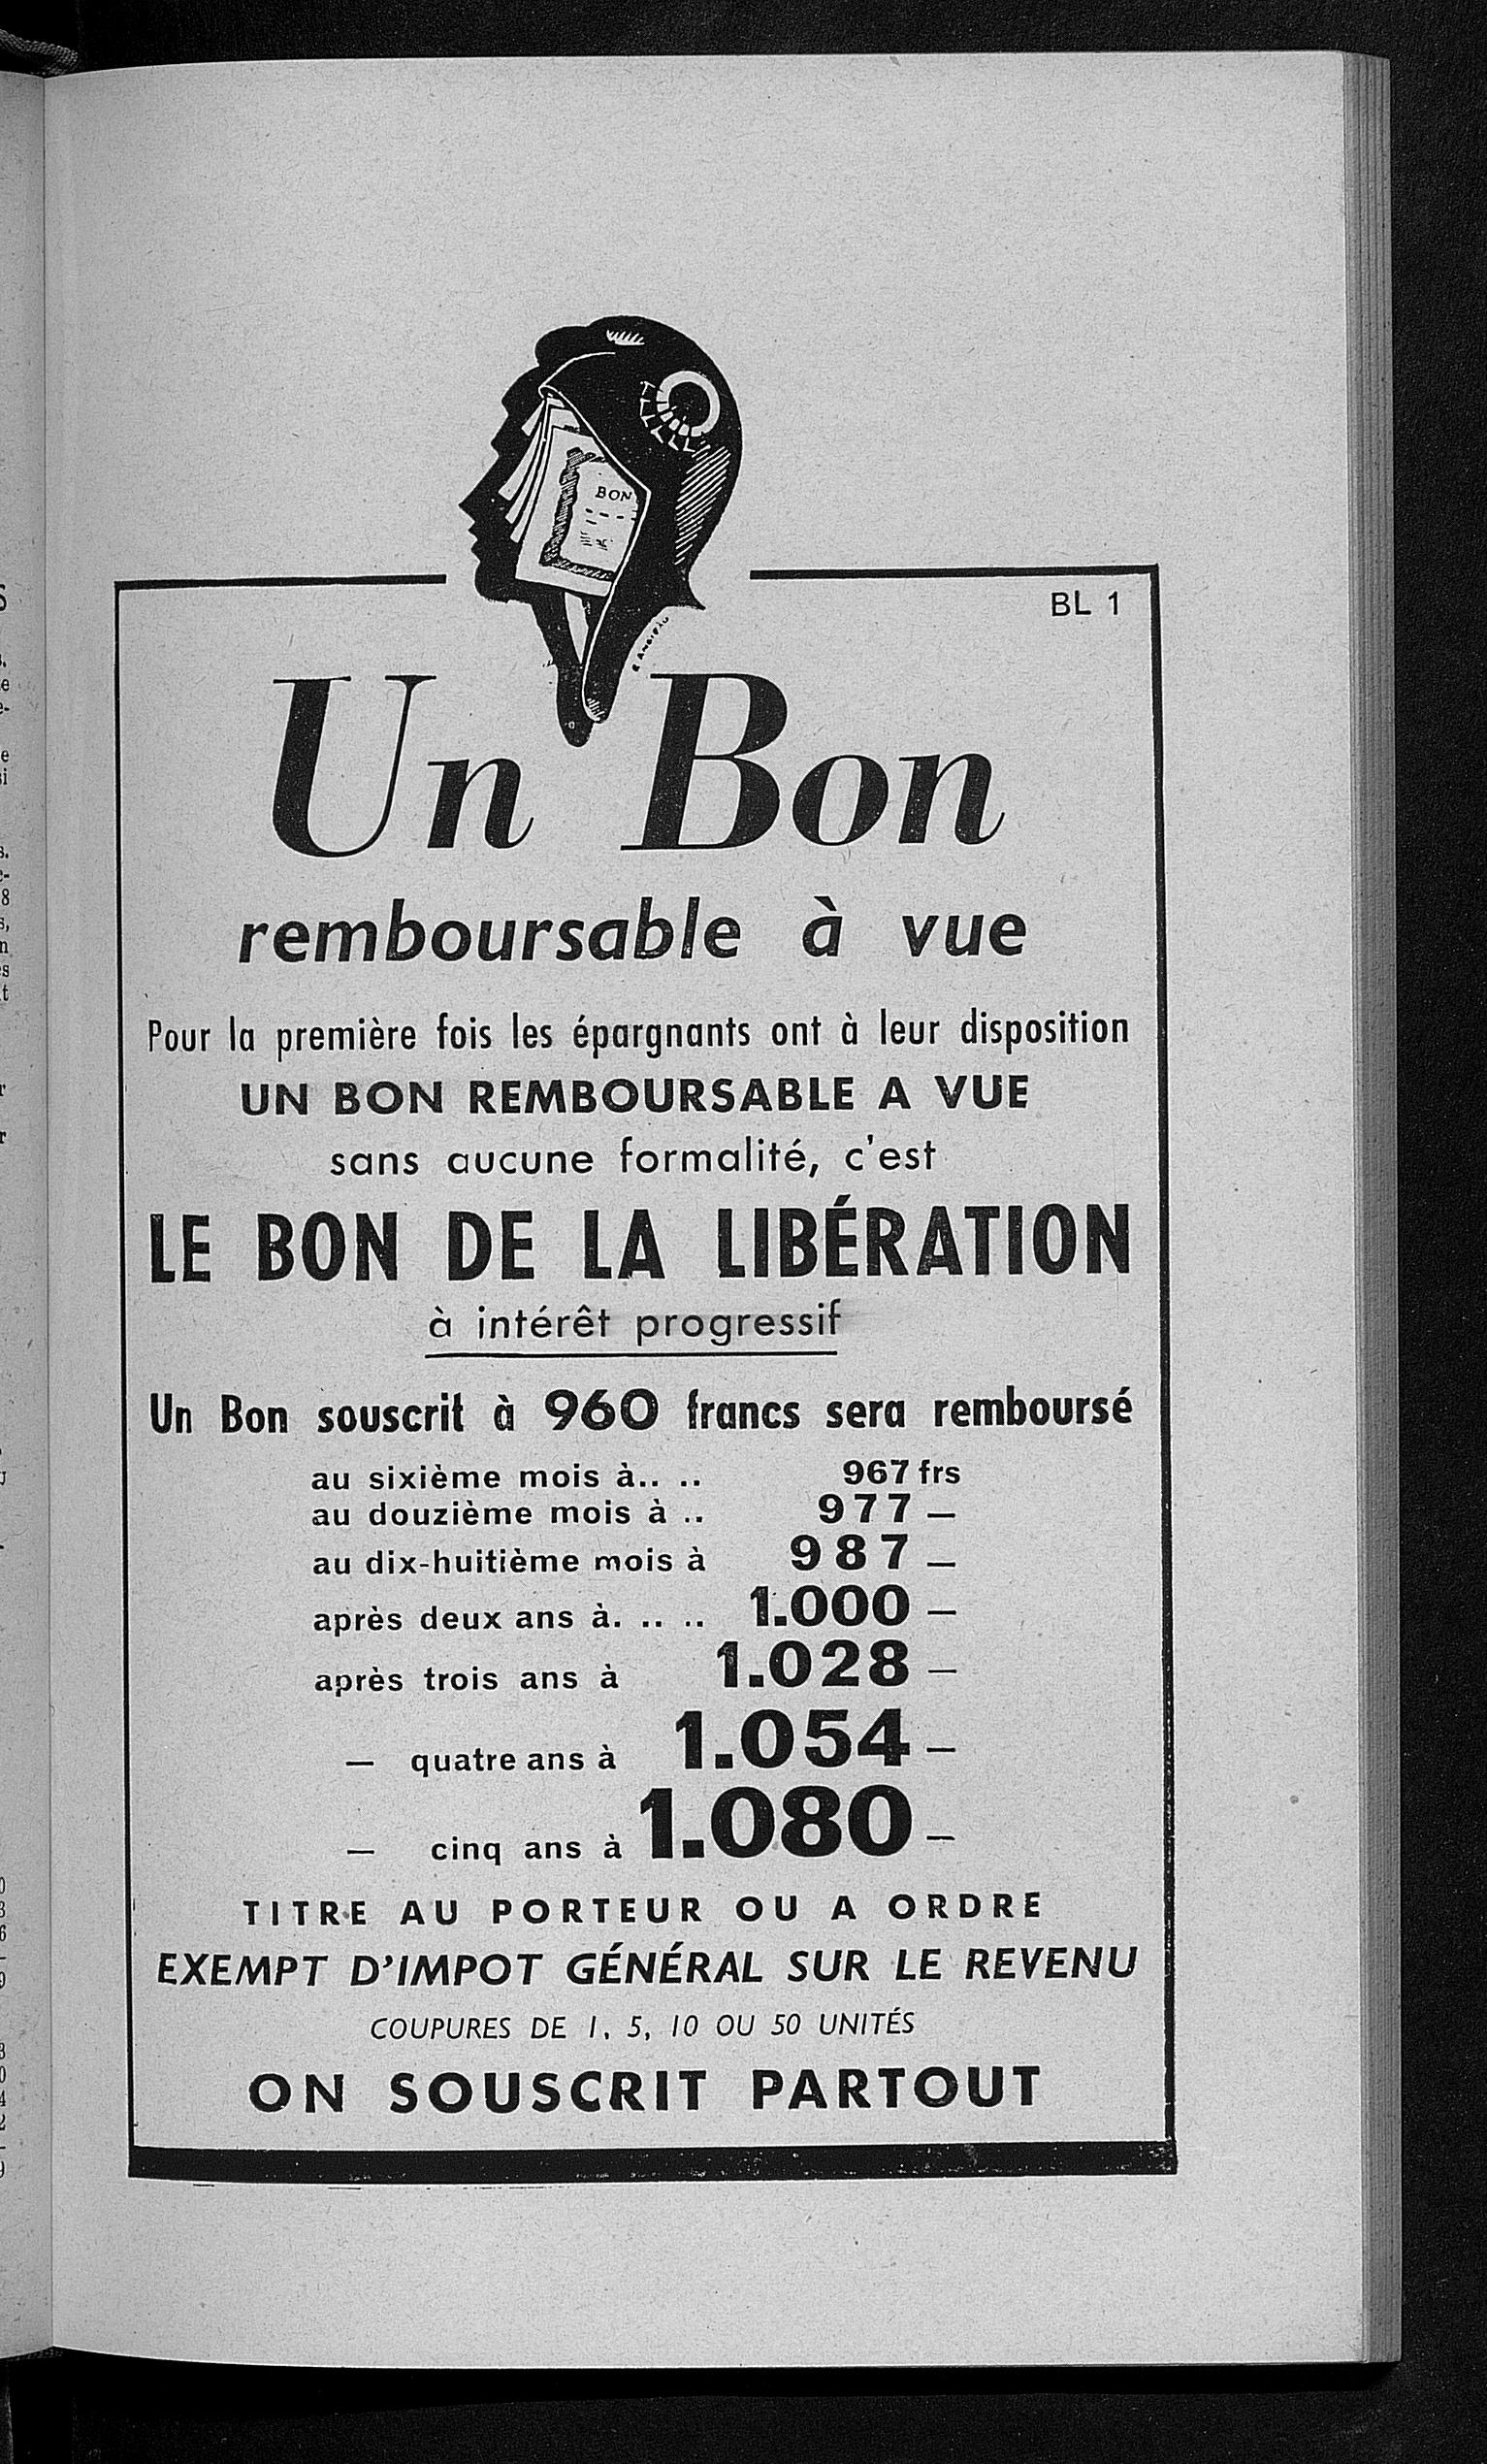 BON
BL 1
Un Bon
remboursable à vue
Pour la première fois les épargnants ont à leur disposition
UN BON REMBOURSABLE A VUE
sans aucune formalité, c'est
LE BON DE LA LIBÉRATION
à intérêt progressif
Un Bon souscrit à 960 francs sera remboursé
au sixième mois à.. .. 967 frs
au douzième mois à .. 977 —
au dix-huitième mois à 987 —
après deux ans à. .. .. 1.000 —
après trois ans à 1.028 —
— quatre ans à 1.054 —
— cinq ans à 1.080 —
TITRE AU PORTEUR OU A ORDRE
EXEMPT D'IMPOT GÉNÉRAL SUR LE REVENU
COUPURES DE 1, 5, 10 OU 50 UNITÉS
ON SOUSCRIT PARTOUT